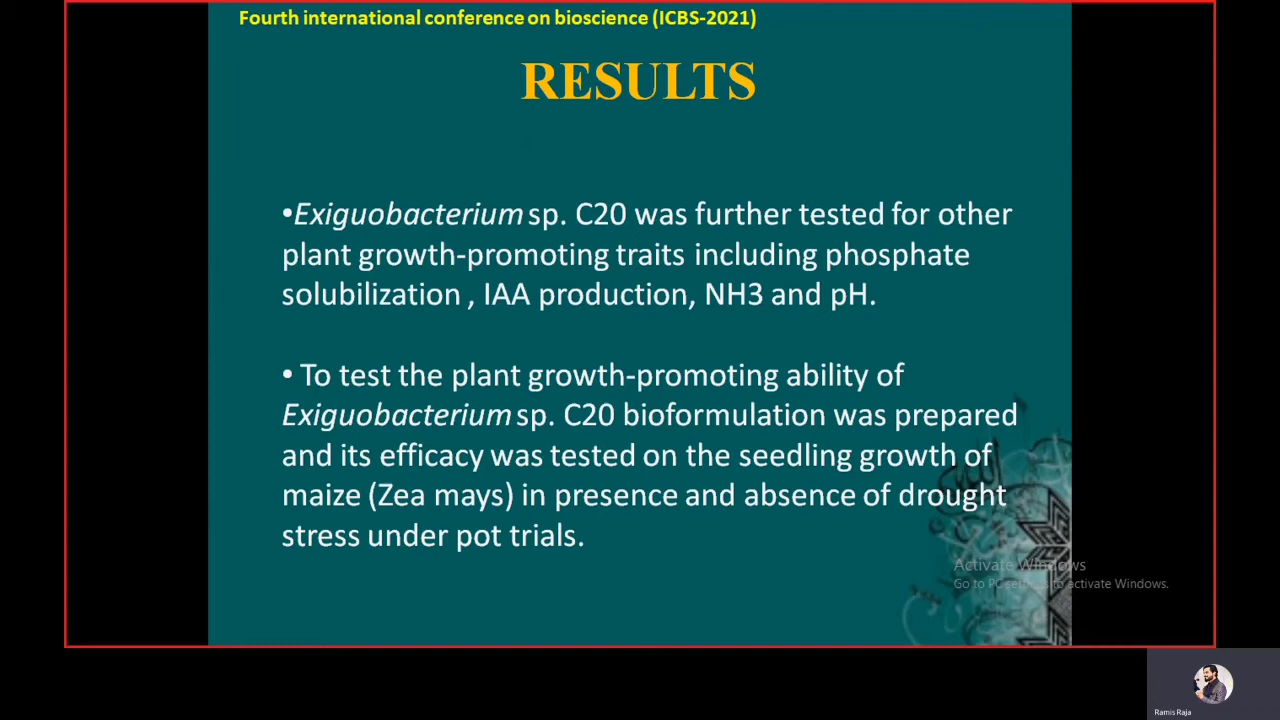 Fourth international conference on bioscience (ICBS-2021)
RESULTS
•Exiguobacterium sp. C20 was further tested for other
plant growth-promoting traits including phosphate
solubilization , IAA production, NH3 and pH.
• To test the plant growth-promoting ability of
Exiguobacterium sp. C20 bioformulation was prepared
and its efficacy was tested on the seedling growth of
maize (Zea mays) in presence and absence of drought
stress under pot trials.
Activate Windows
Go to PC settings to activate Windows.
Ramis Raja